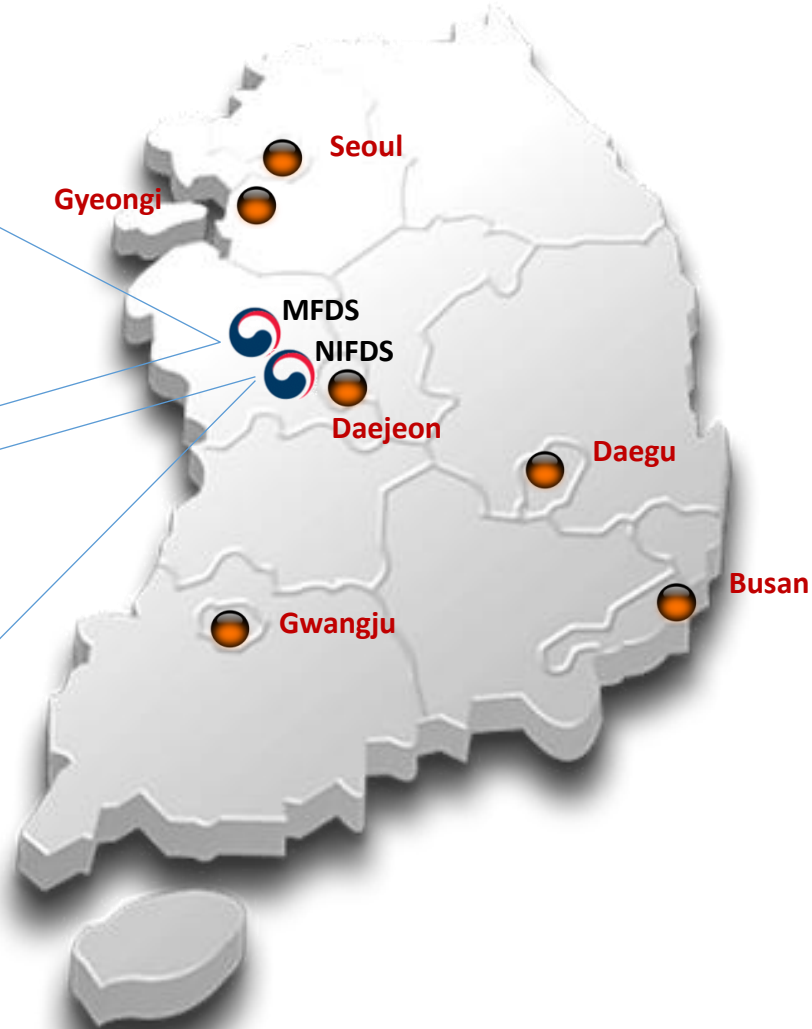 Seoul
Gyeongi
MFDS
NIFDS
Daejeon
Daegu
Busan
Gwangju